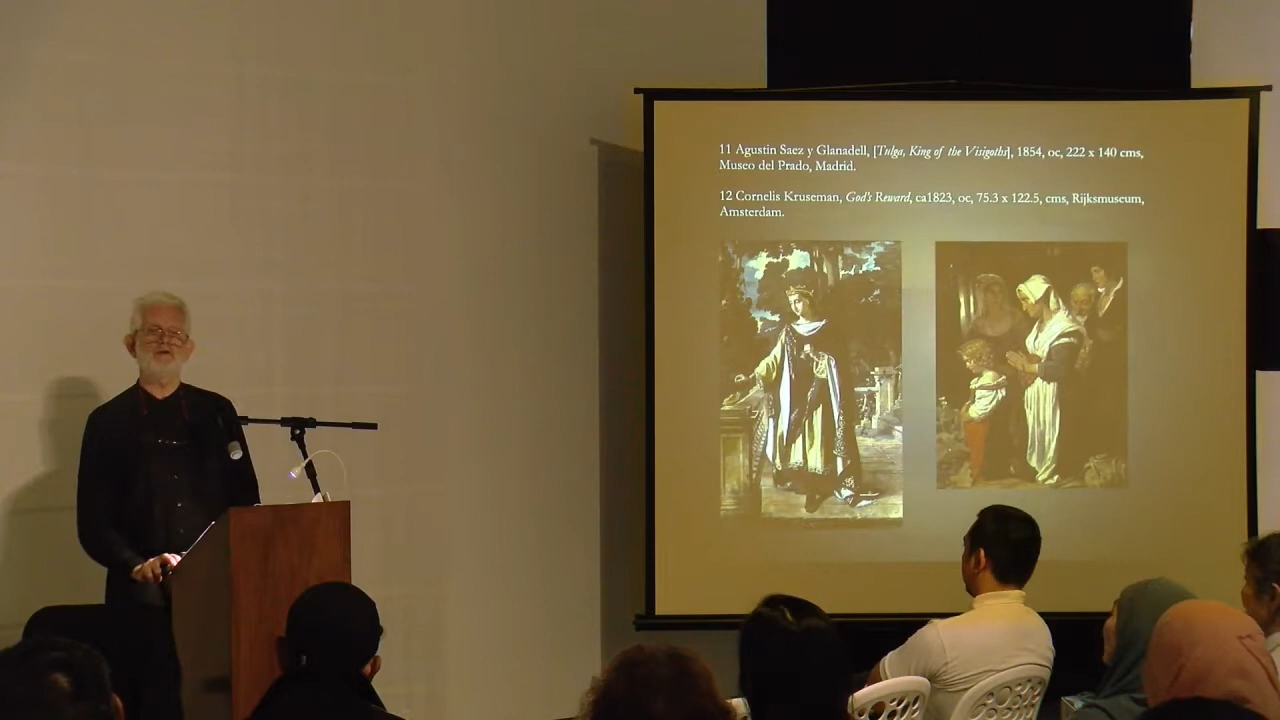 11 Agustin Saez y Glanadell, [Tulga, King of the Visigoths], 1854, oc, 222 x 140 cms,
Museo del Prado, Madrid.
12 Cornelis Kruseman, God's Reward, ca1823, oc, 75.3 x 122.5, cms, Rijksmuseum,
Amsterdam.